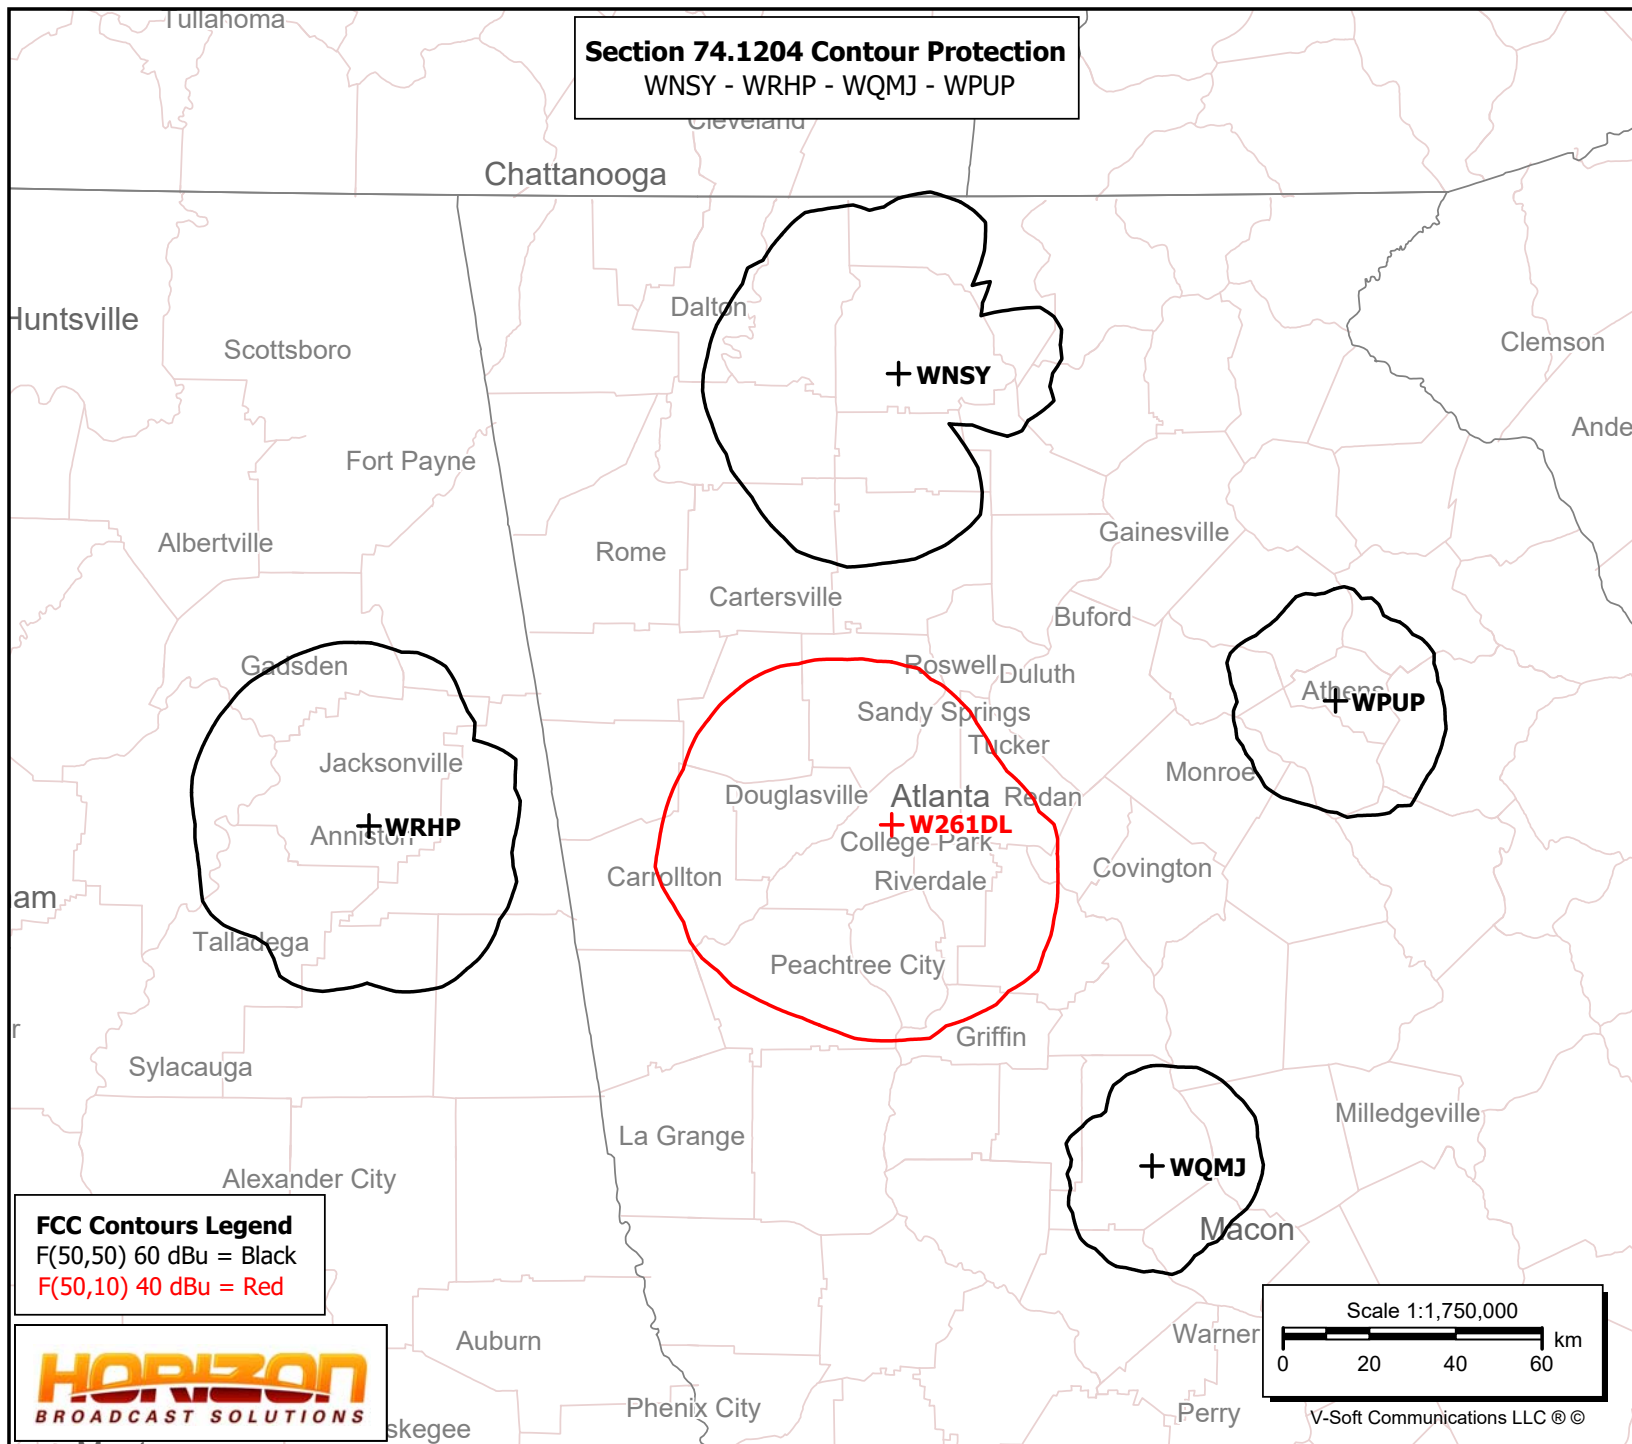 Tullahoma
Section 74.1204 Contour Protection
WNSY - WRHP - WQMJ - WPUP
Cleveland
Chattanooga
Dalton
Huntsville
Scottsboro
Clemson
WNSY
Ande
Fort Payne
Albertville
Rome
Gainesville
Cartersville
Buford
Gadsden
Roswell
Duluth
Athens
WPUP
Sandy Springs
Tucker
Jacksonville
Monroe
Douglasville
Atlanta
Redan
W261DL
WRHP
Anniston
College Park
Carrollton
Riverdale
Covington
am
Talladega
Peachtree City
r
Griffin
Sylacauga
Milledgeville
La Grange
WQMJ
Alexander City
Macon
FCC Contours Legend
F(50,50) 60 dBu = Black
F(50,10) 40 dBu = Red
Scale 1:1,750,000
km
0 20 40 60
Warner
Auburn
HORIZON
BROADCAST SOLUTIONS
Phenix City
Perry
V-Soft Communications LLC ® ©
skegee